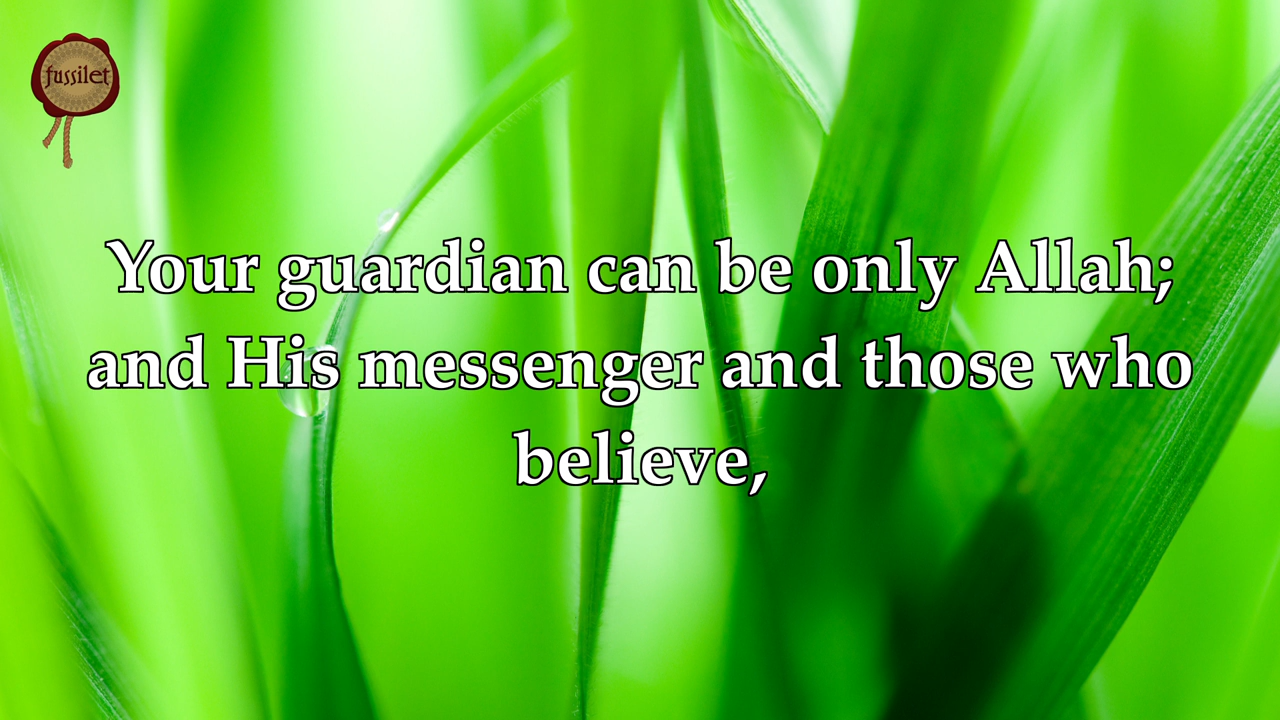 fussilet
Your guardian can be only Allah;
and His messenger and those who
believe,